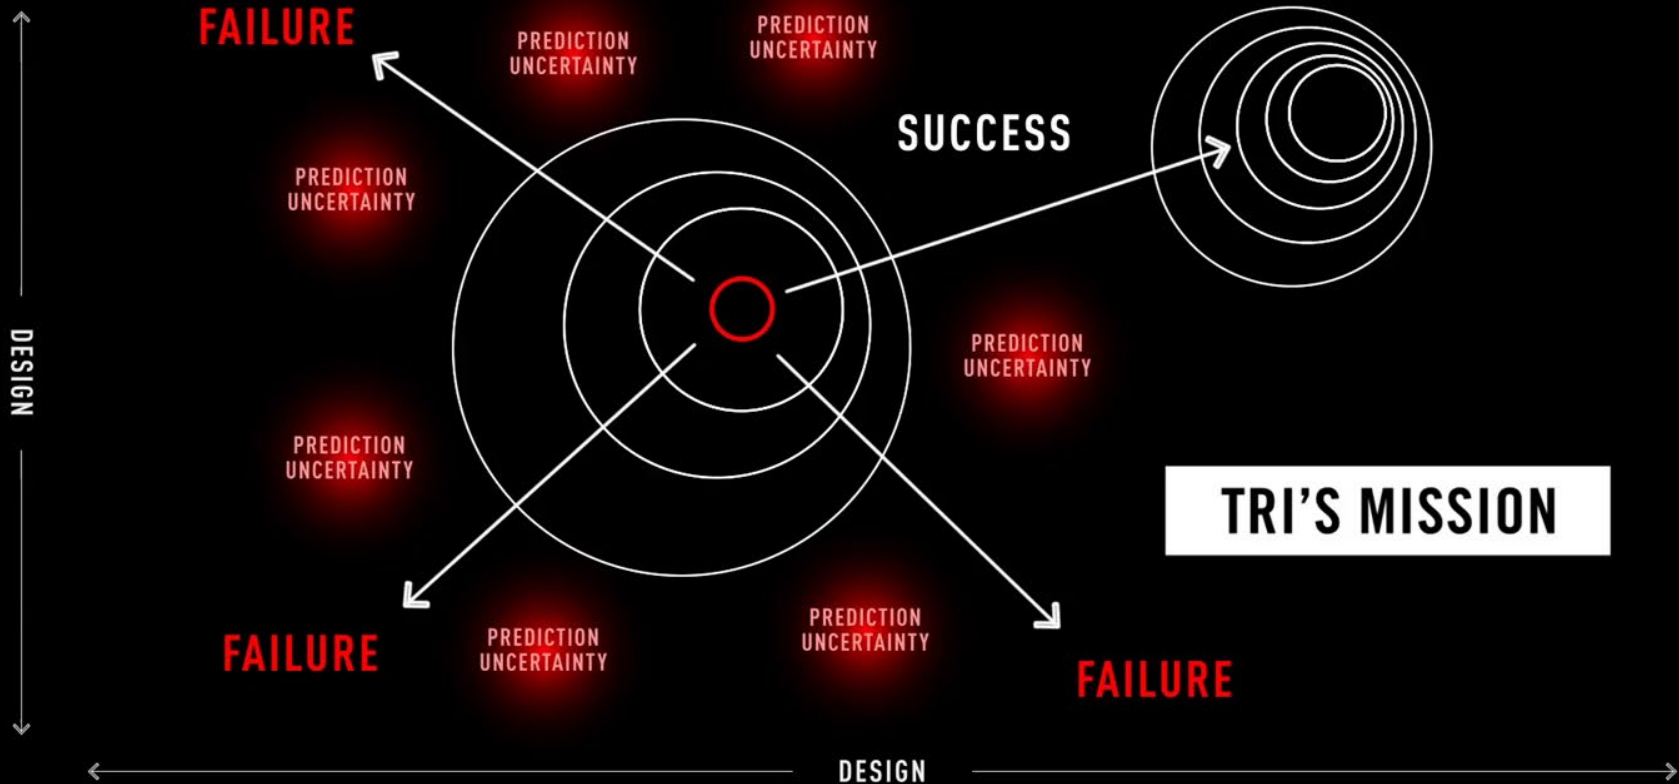 FAILURE
PREDICTION
UNCERTAINTY
PREDICTION
UNCERTAINTY
SUCCESS
PREDICTION
UNCERTAINTY
DESIGN
PREDICTION
UNCERTAINTY
PREDICTION
UNCERTAINTY
TRI'S MISSION
FAILURE
PREDICTION
UNCERTAINTY
PREDICTION
UNCERTAINTY
FAILURE
DESIGN